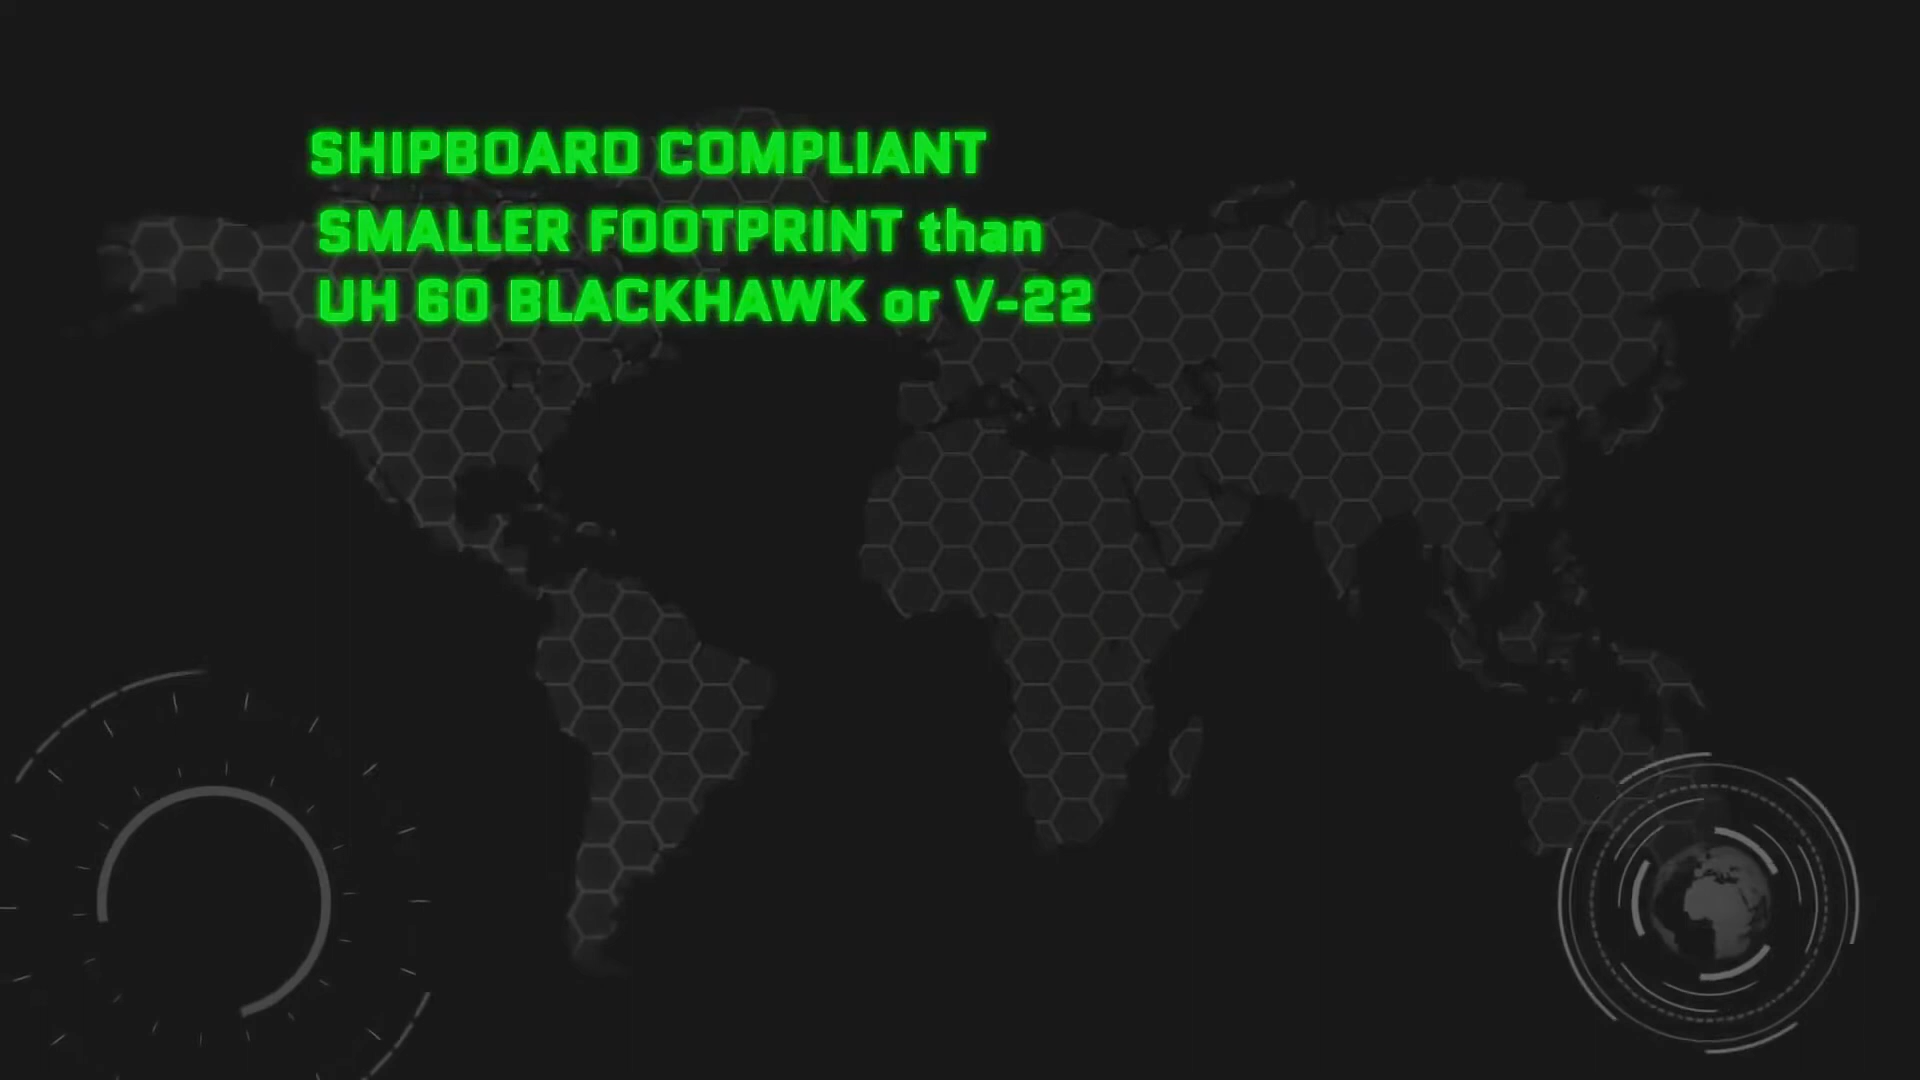 SHIPBOARD COMPLIANT
SMALLER FOOTPRINT than
UH 60 BLACKHAWK or V-22